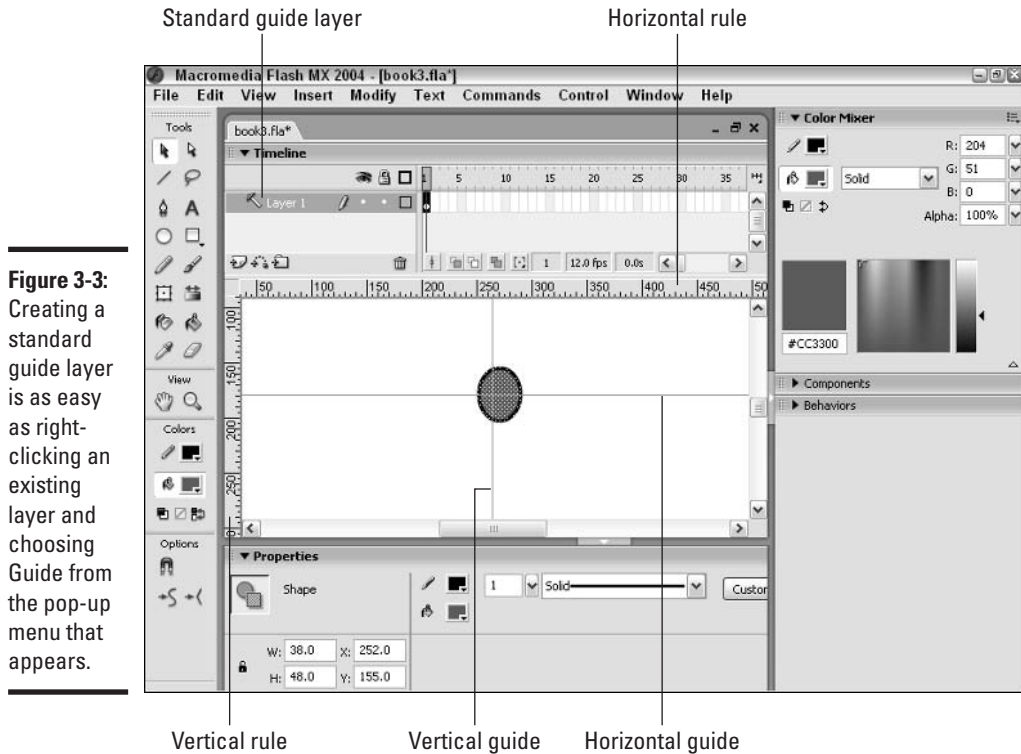 Standard guide layer
Horizontal rule
Macromedia Flash MX 2004 - [book3.fla*]
File Edit View Insert Modify Text Commands Control Window Help
Tools
book3.fla*
Timeline
1 5 10 15 20 25 30 35
Layer 1
1 12.0 fps 0.0s
50 100 150 200 250 300 350 400 450 50
100
150
200
250
View
Colors
Options
Color Mixer
R: 204
Solid G: 51
B: 0
Alpha: 100%
#CC3300
Components
Behaviors
Properties
Shape
1 Solid Custor
W: 38.0 X: 252.0
H: 48.0 Y: 155.0
Figure 3-3:
Creating a
standard
guide layer
is as easy
as right-
clicking an
existing
layer and
choosing
Guide from
the pop-up
menu that
appears.
Vertical rule
Vertical guide
Horizontal guide